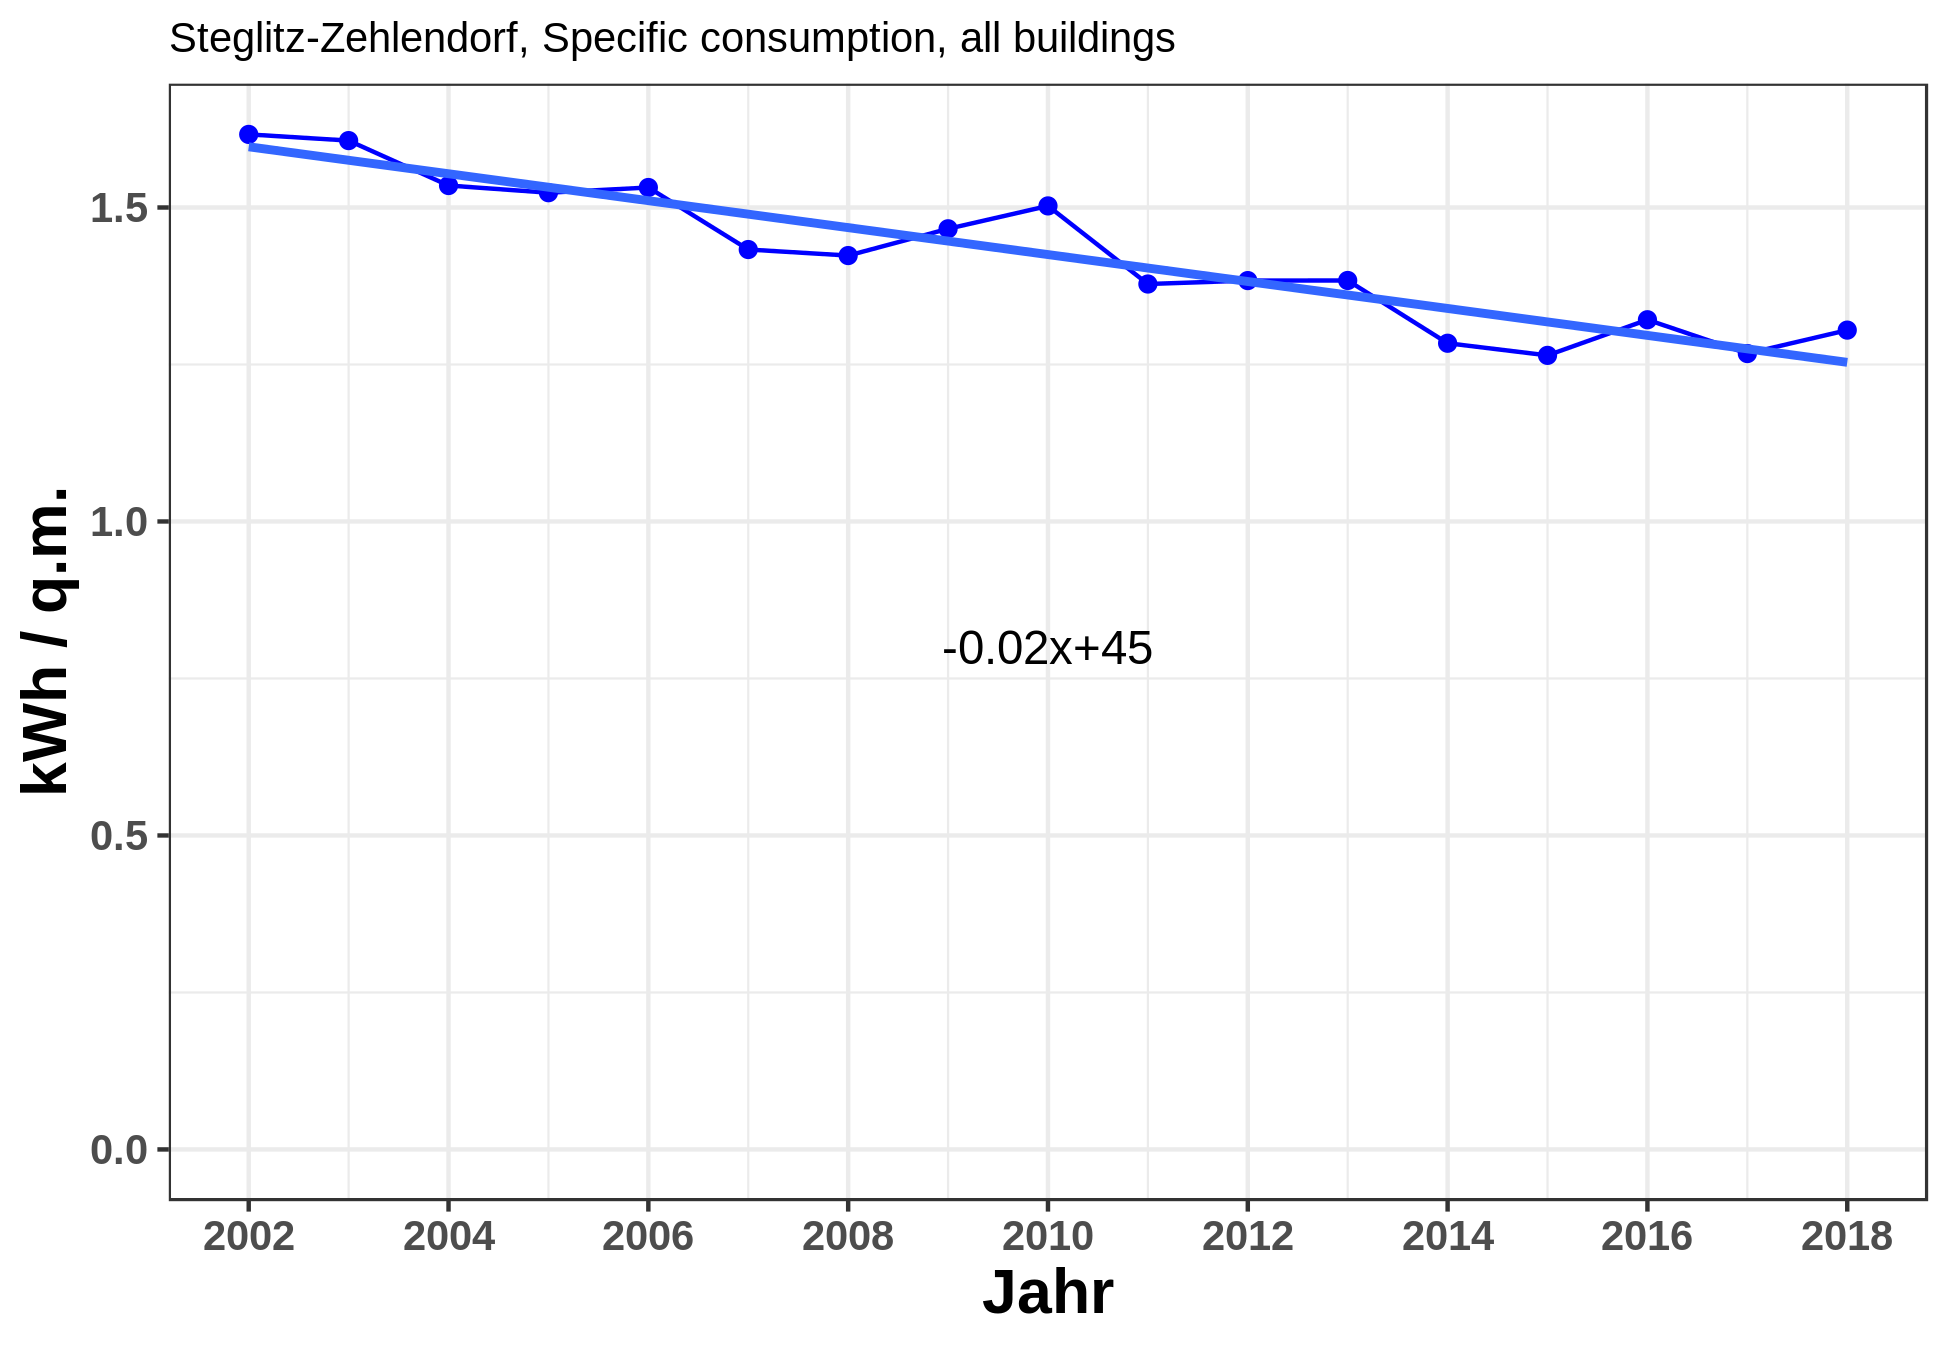 Steglitz-Zehlendorf, Specific consumption, all buildings
kWh / q.m.
1.5
1.0
0.5
0.0
-0.02x+45
2002 2004 2006 2008 2010 2012 2014 2016 2018
Jahr